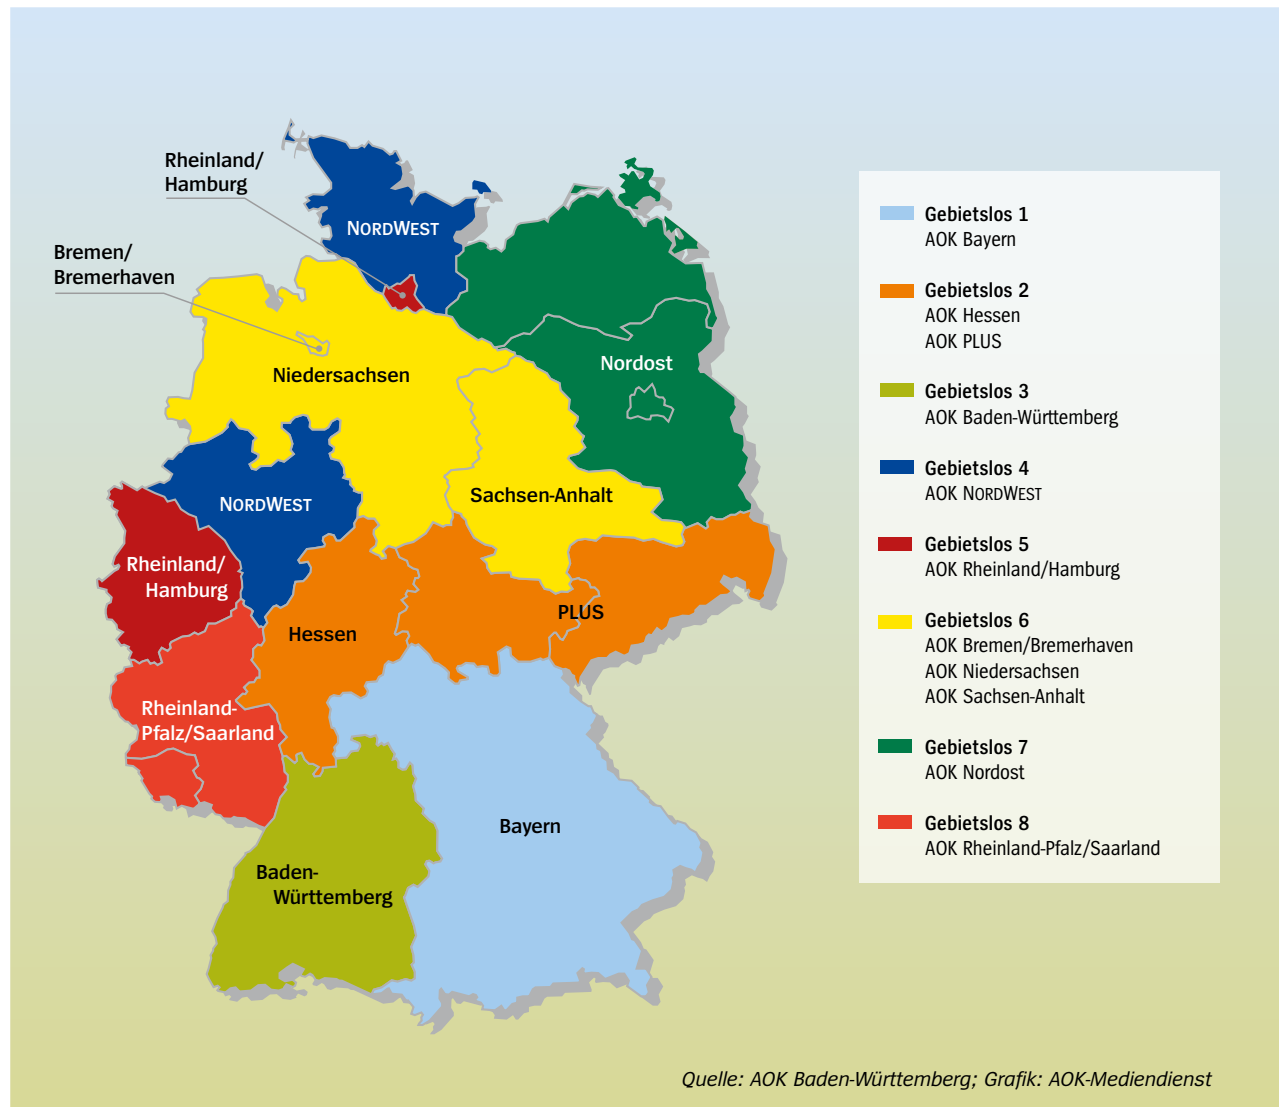 Rheinland/
Hamburg
NORDWEST
Bremen/
Bremerhaven
Nordost
Niedersachsen
Sachsen-Anhalt
NORDWEST
Rheinland/
Hamburg
PLUS
Hessen
Rheinland-
Pfalz/Saarland
Bayern
Baden-
Württemberg
Gebietslos 1
AOK Bayern
Gebietslos 2
AOK Hessen
AOK PLUS
Gebietslos 3
AOK Baden-Württemberg
Gebietslos 4
AOK NORDWEST
Gebietslos 5
AOK Rheinland/Hamburg
Gebietslos 6
AOK Bremen/Bremerhaven
AOK Niedersachsen
AOK Sachsen-Anhalt
Gebietslos 7
AOK Nordost
Gebietslos 8
AOK Rheinland-Pfalz/Saarland
Quelle: AOK Baden-Württemberg; Grafik: AOK-Mediendienst